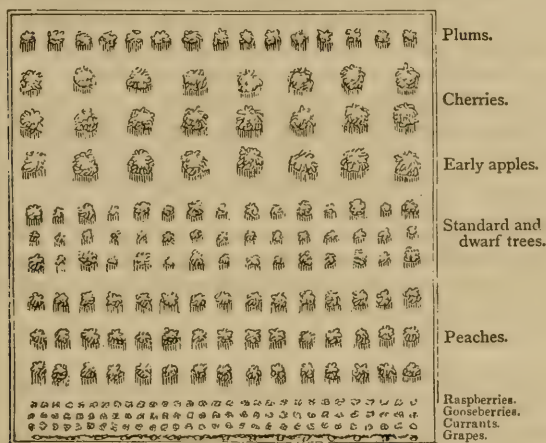 Plums.
Cherries.
Early apples.
Standard and
dwarf trees.
Peaches.
Raspberries.
Gooseberries.
Currants.
Grapes.